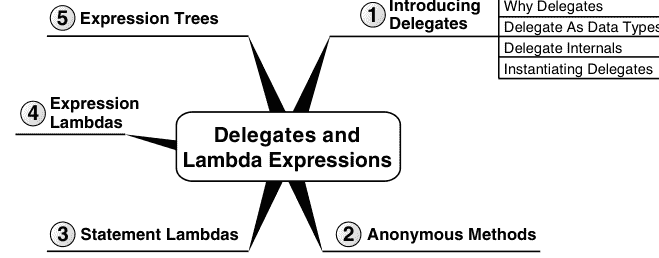 5 Expression Trees
1 Introducing
Delegates
Why Delegates
Delegate As Data Types
Delegate Internals
Instantiating Delegates
4 Expression
Lambdas
Delegates and
Lambda Expressions
3 Statement Lambdas
2 Anonymous Methods